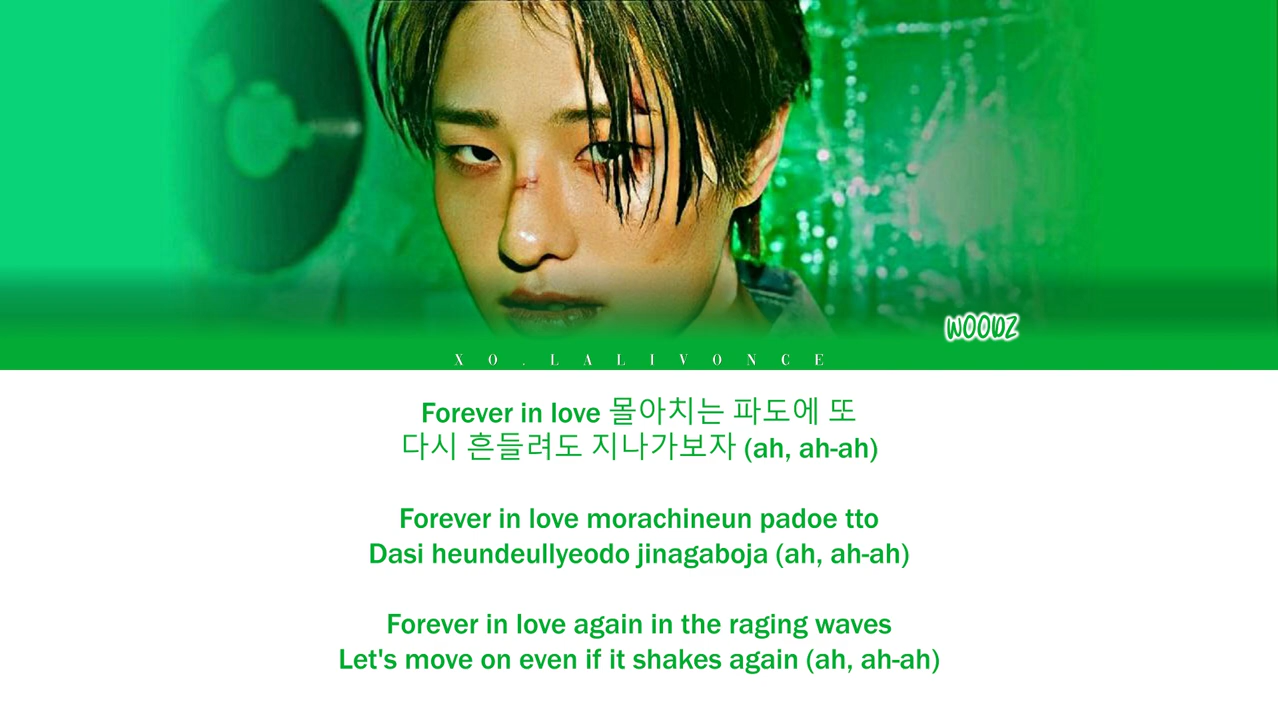 WOODZ
XO.LALIVONCE
Forever in love 몰아치는 파도에 또
다시 흔들려도 지나가보자 (ah, ah-ah)
Forever in love morachineun padoe tto
Dasi heundeullyeodo jinagaboja (ah, ah-ah)
Forever in love again in the raging waves
Let's move on even if it shakes again (ah, ah-ah)